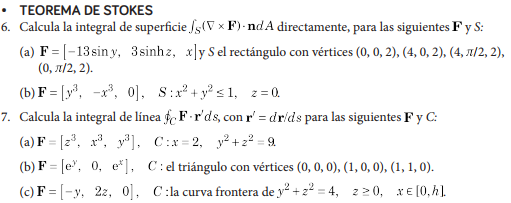 • TEOREMA DE STOKES
6. Calcula la integral de superficie ∫_S(∇ × F)·n dA directamente, para las siguientes F y S:
(a) F = [−13 sin y, 3 sinh z, x] y S el rectángulo con vértices (0, 0, 2), (4, 0, 2), (4, π/2, 2),
(0, π/2, 2).
(b) F = [y³, −x³, 0], S : x² + y² ≤ 1, z = 0.
7. Calcula la integral de línea ∮_C F · r′ds, con r′ = dr/ds para las siguientes F y C:
(a) F = [z³, x³, y³], C : x = 2, y² + z² = 9.
(b) F = [e^y, 0, e^x], C : el triángulo con vértices (0, 0, 0), (1, 0, 0), (1, 1, 0).
(c) F = [−y, 2z, 0], C :la curva frontera de y² + z² = 4, z ≥ 0, x ∈ [0, h].